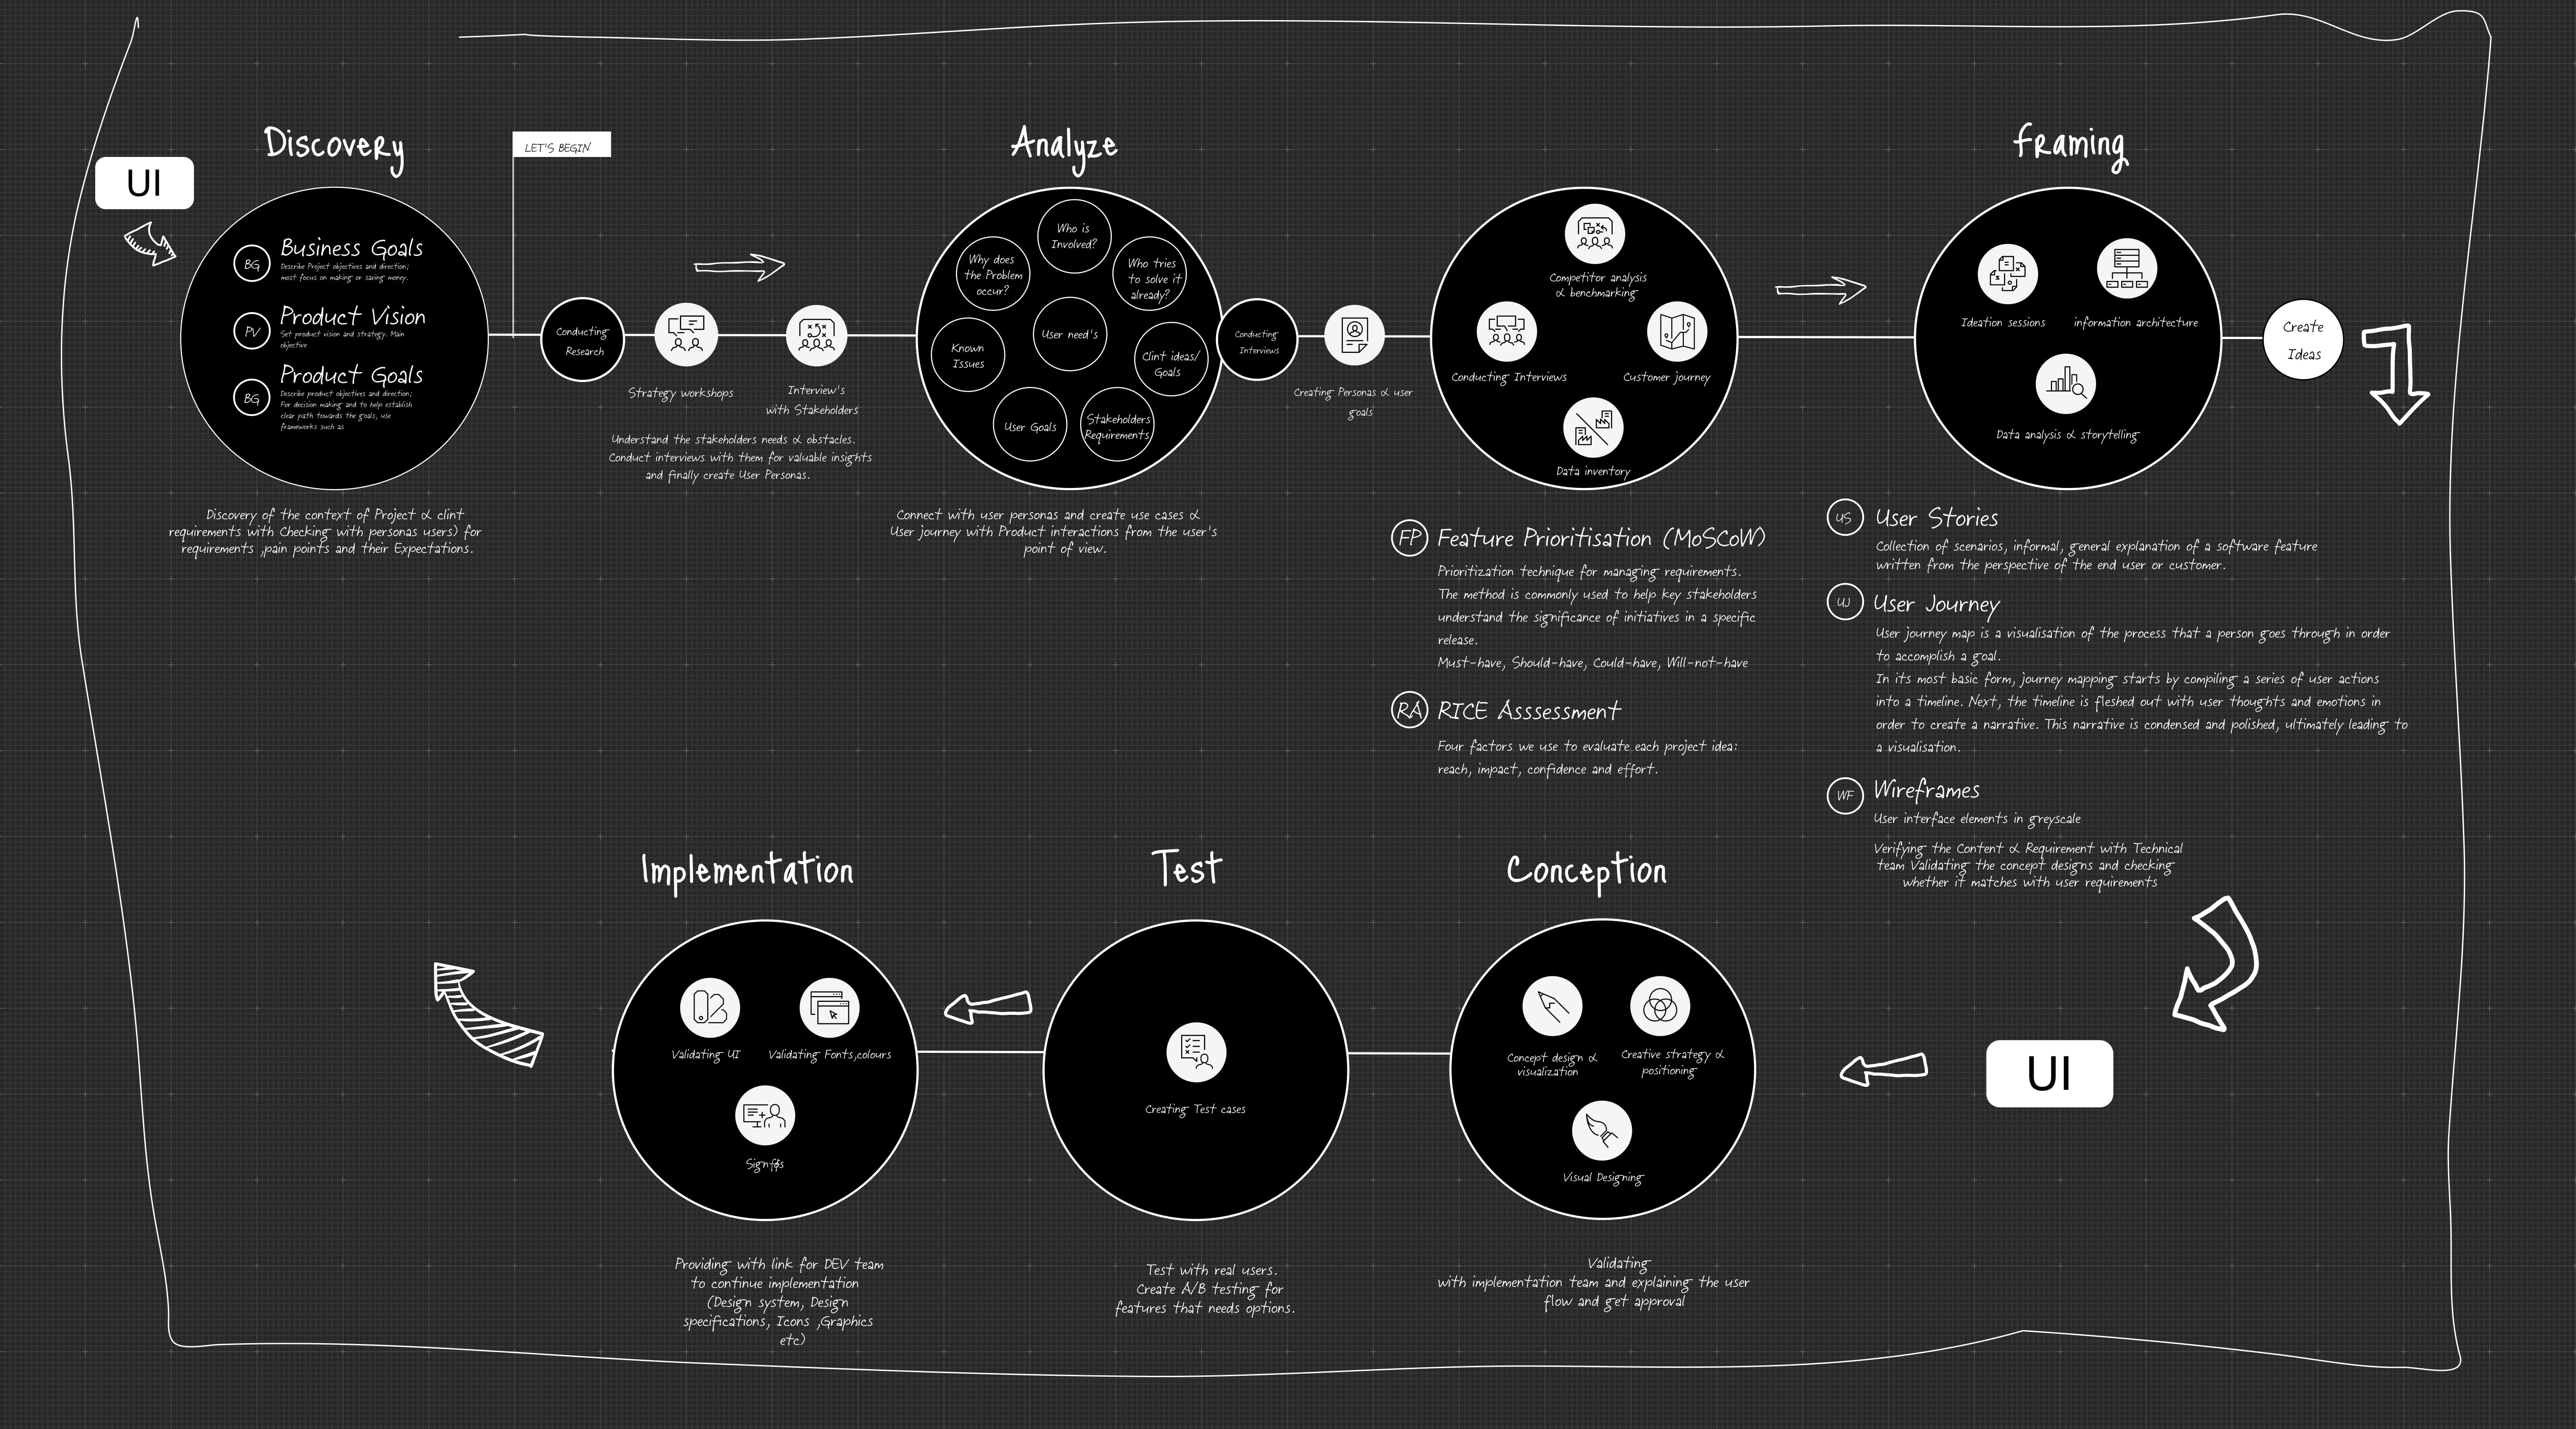 Discovery
UI
LET'S BEGIN
BG
Business Goals
Describe Project objectives and direction;
most focus on making or saving money.
PV
Product Vision
Set product vision and strategy. Main
objective
BG
Product Goals
Describe product objectives and direction;
For decision making and to help establish
clear path towards the goals, use
frameworks such as
Discovery of the context of Project & clint
requirements with Checking with personas users) for
requirements ,pain points and their Expectations.
Conducting
Research
Strategy workshops
Interview's
with Stakeholders
Understand the stakeholders needs & obstacles.
Conduct interviews with them for valuable insights
and finally create User Personas.
Analyze
Who is
Involved?
Why does
the Problem
occur?
Who tries
to solve it
already?
Known
Issues
User need's
Clint ideas/
Goals
User Goals
Stakeholders
Requirements
Connect with user personas and create use cases &
User journey with Product interactions from the user's
point of view.
Conducting
Interviews
Creating Personas & user
goals
Competitor analysis
& benchmarking
Conducting Interviews
Customer journey
Data inventory
FP
Feature Prioritisation (MoSCoW)
Prioritization technique for managing requirements.
The method is commonly used to help key stakeholders
understand the significance of initiatives in a specific
release.
Must-have, Should-have, Could-have, Will-not-have
RA
RICE Asssessment
Four factors we use to evaluate each project idea:
reach, impact, confidence and effort.
Framing
Ideation sessions
information architecture
Data analysis & storytelling
Create
Ideas
US
User Stories
Collection of scenarios, informal, general explanation of a software feature
written from the perspective of the end user or customer.
UJ
User Journey
User journey map is a visualisation of the process that a person goes through in order
to accomplish a goal.
In its most basic form, journey mapping starts by compiling a series of user actions
into a timeline. Next, the timeline is fleshed out with user thoughts and emotions in
order to create a narrative. This narrative is condensed and polished, ultimately leading to
a visualisation.
WF
Wireframes
User interface elements in greyscale
Verifying the Content & Requirement with Technical
team Validating the concept designs and checking
whether it matches with user requirements
UI
Conception
Concept design &
visualization
Creative strategy &
positioning
Visual Designing
Validating
with implementation team and explaining the user
flow and get approval
Test
Creating Test cases
Test with real users.
Create A/B testing for
features that needs options.
Implementation
Validating UI
Validating Fonts,colours
Providing with link for DEV team
to continue implementation
(Design system, Design
specifications, Icons ,Graphics
etc)